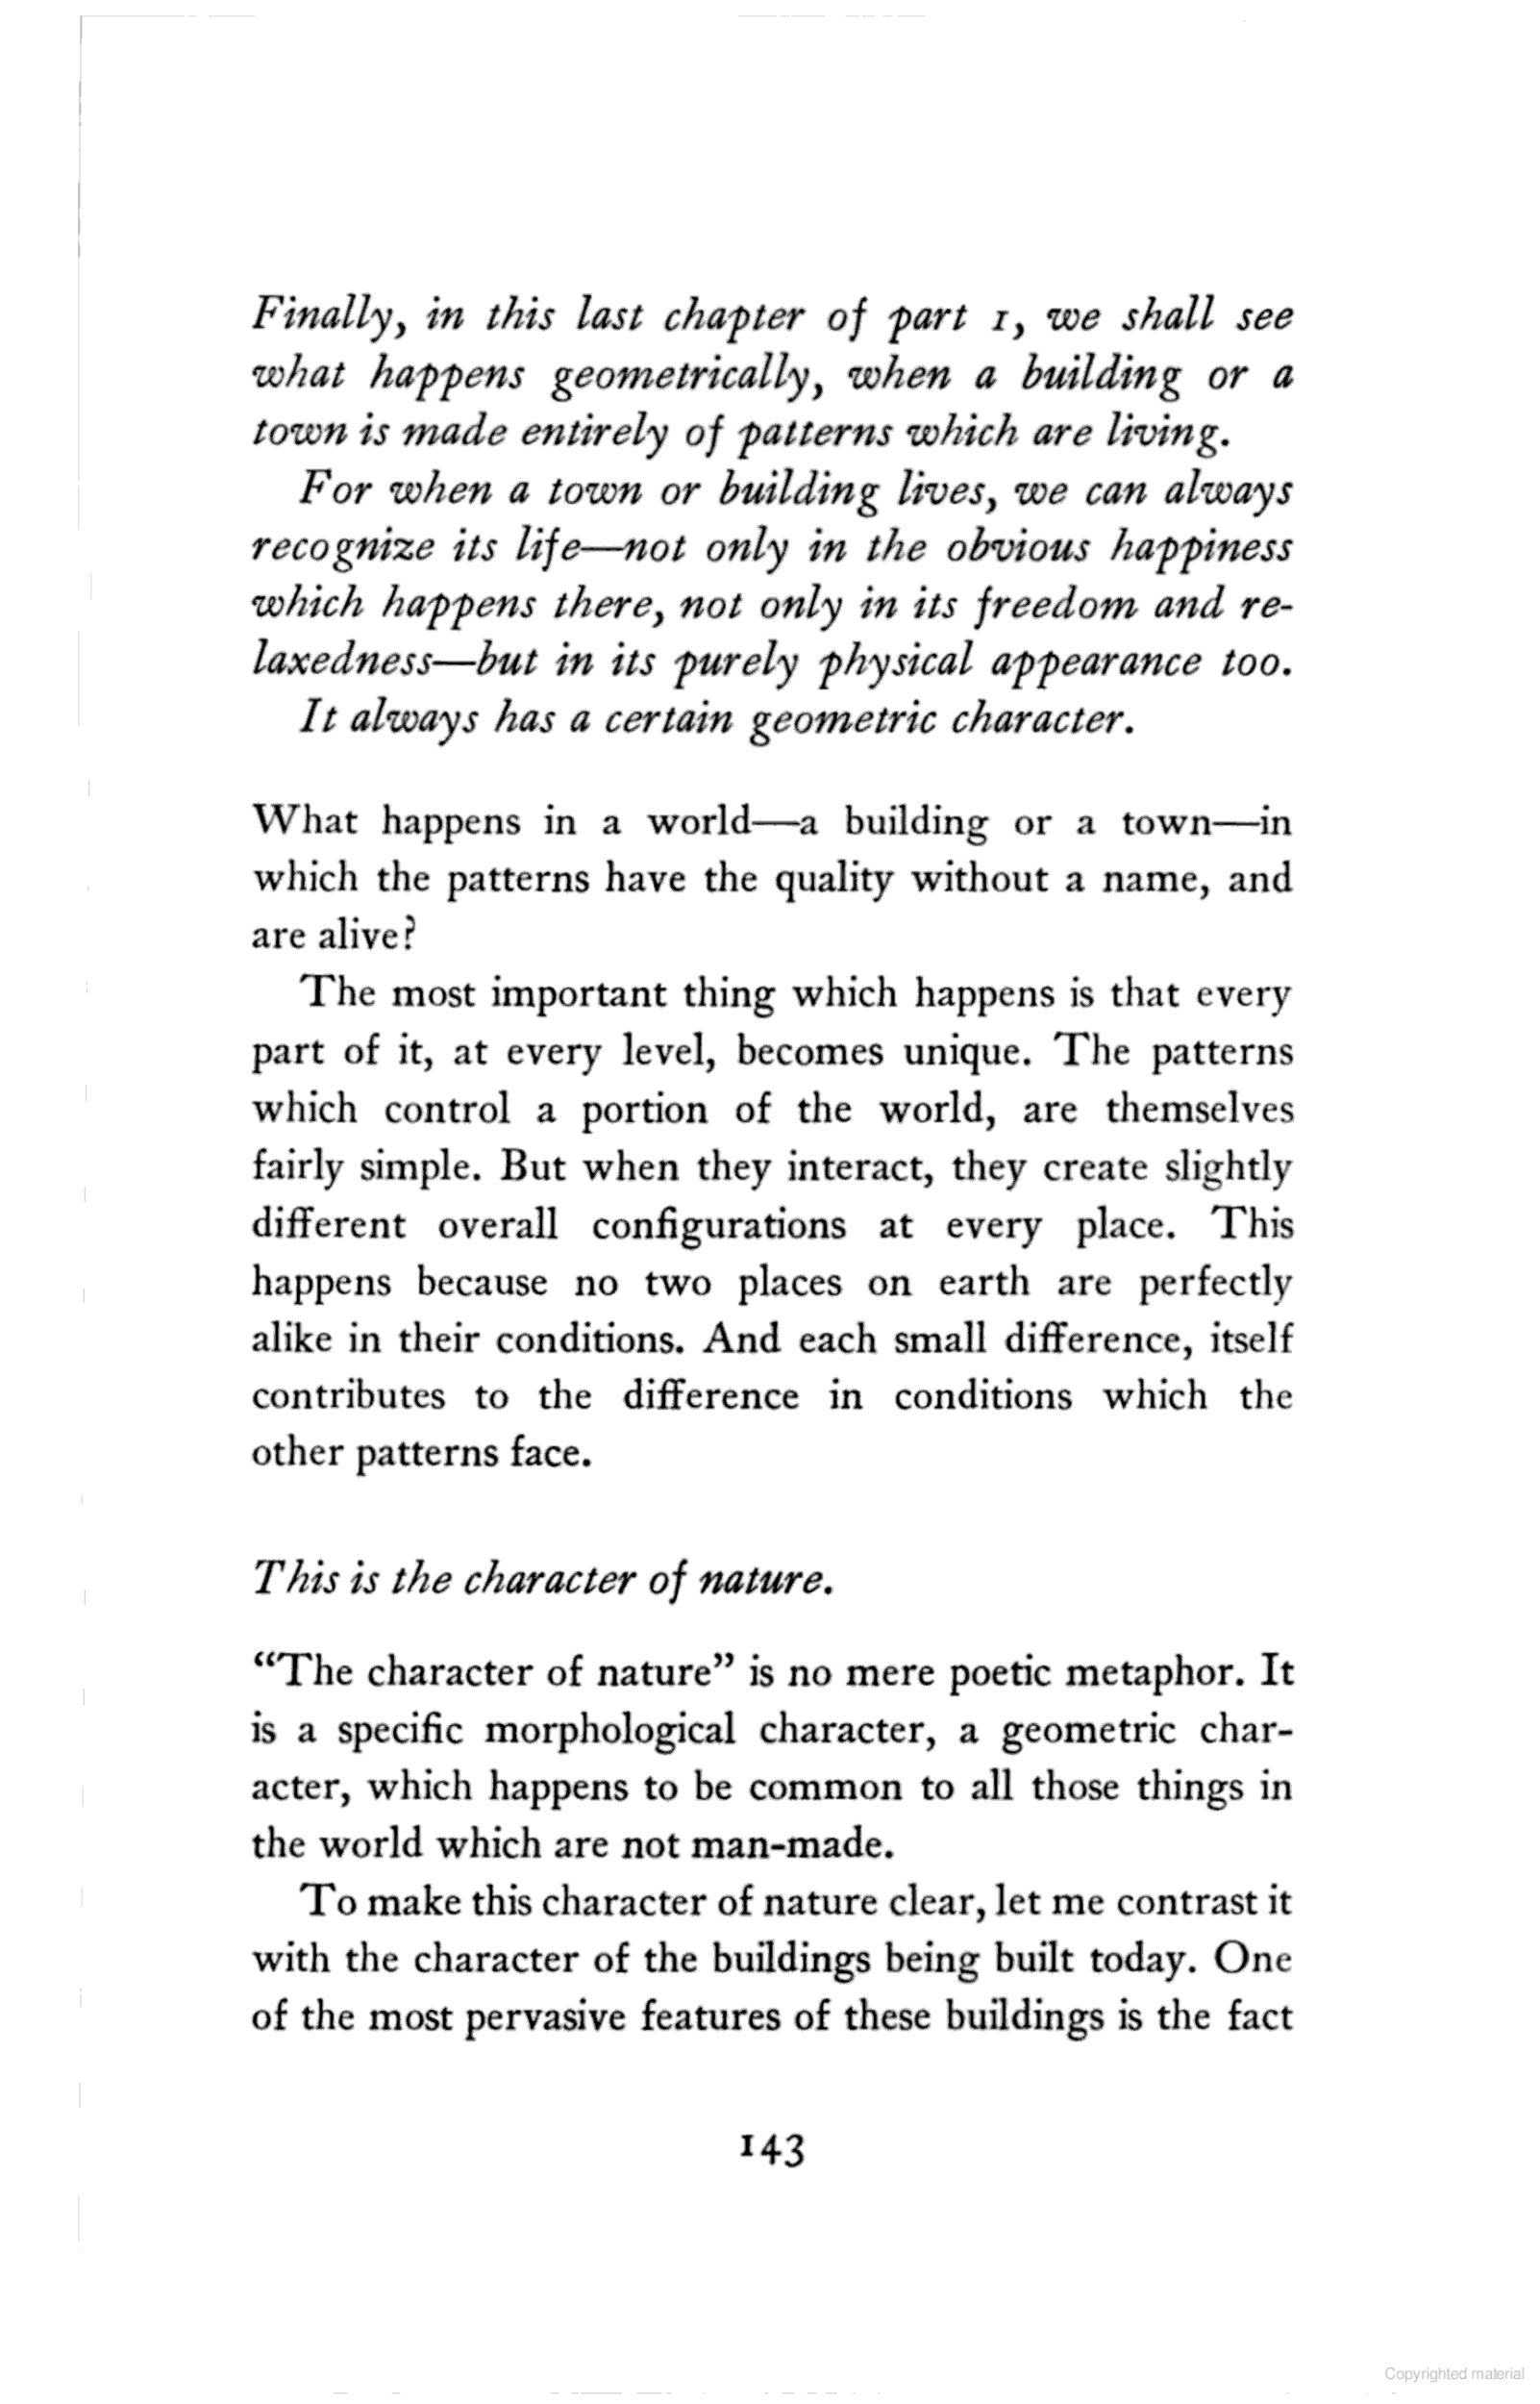 Finally, in this last chapter of part 1, we shall see
what happens geometrically, when a building or a
town is made entirely of patterns which are living.
For when a town or building lives, we can always
recognize its life—not only in the obvious happiness
which happens there, not only in its freedom and re-
laxedness—but in its purely physical appearance too.
It always has a certain geometric character.
What happens in a world—a building or a town—in
which the patterns have the quality without a name, and
are alive?
The most important thing which happens is that every
part of it, at every level, becomes unique. The patterns
which control a portion of the world, are themselves
fairly simple. But when they interact, they create slightly
different overall configurations at every place. This
happens because no two places on earth are perfectly
alike in their conditions. And each small difference, itself
contributes to the difference in conditions which the
other patterns face.
This is the character of nature.
“The character of nature” is no mere poetic metaphor. It
is a specific morphological character, a geometric char-
acter, which happens to be common to all those things in
the world which are not man-made.
To make this character of nature clear, let me contrast it
with the character of the buildings being built today. One
of the most pervasive features of these buildings is the fact
143
Copyrighted material